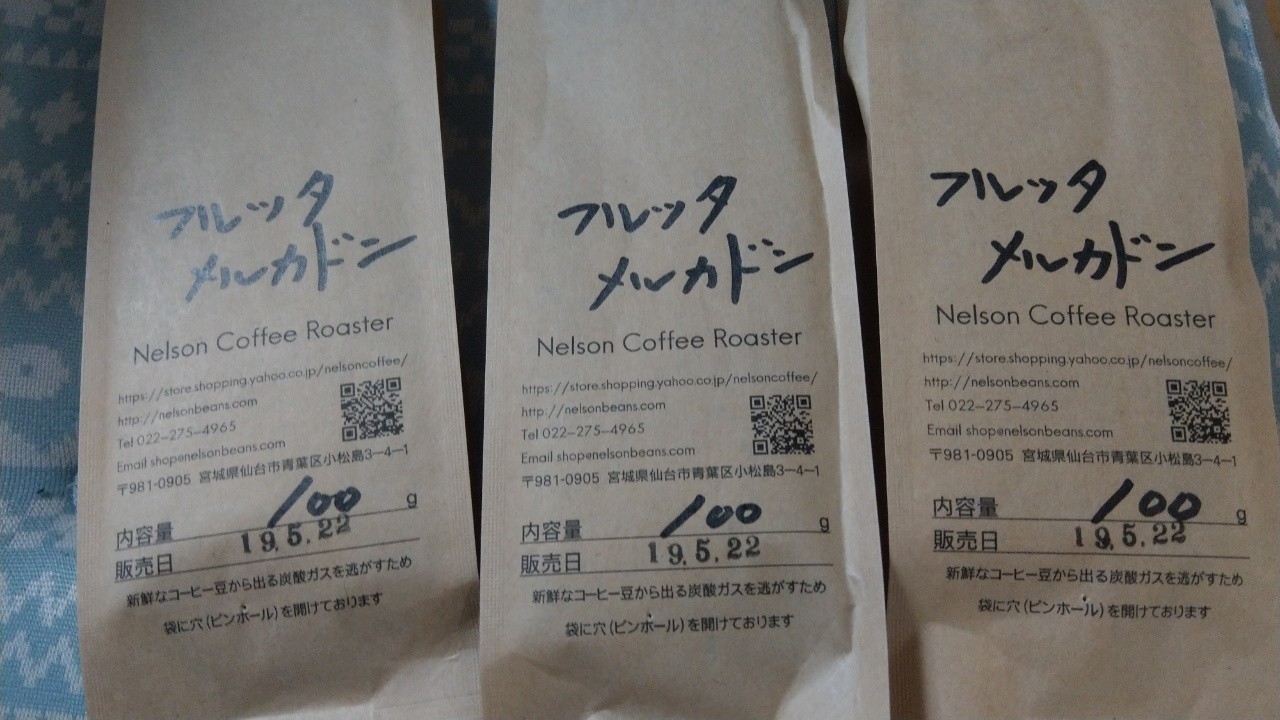 フルッタ
メルカドン
Nelson Coffee Roaster
https://store.shopping.yahoo.co.jp/nelsoncoffee/
http://nelsonbeans.com
Tel 022-275-4965
Email shop@nelsonbeans.com
〒981-0905 宮城県仙台市青葉区小松島3-4-1
内容量 100 g
販売日 19.5.22
新鮮なコーヒー豆から出る炭酸ガスを逃がすため
袋に穴(ピンホール)を開けております
フルッタ
メルカドン
Nelson Coffee Roaster
https://store.shopping.yahoo.co.jp/nelsoncoffee/
http://nelsonbeans.com
Tel 022-275-4965
Email shop@nelsonbeans.com
〒981-0905 宮城県仙台市青葉区小松島3-4-1
内容量 100 g
販売日 19.5.22
新鮮なコーヒー豆から出る炭酸ガスを逃がすため
袋に穴(ピンホール)を開けております
フルッタ
メルカドン
Nelson Coffee Roaster
https://store.shopping.yahoo.co.jp/nelsoncoffee/
http://nelsonbeans.com
Tel 022-275-4965
Email shop@nelsonbeans.com
〒981-0905 宮城県仙台市青葉区小松島3-4-1
内容量 100 g
販売日 19.5.22
新鮮なコーヒー豆から出る炭酸ガスを逃がすため
袋に穴(ピンホール)を開けております